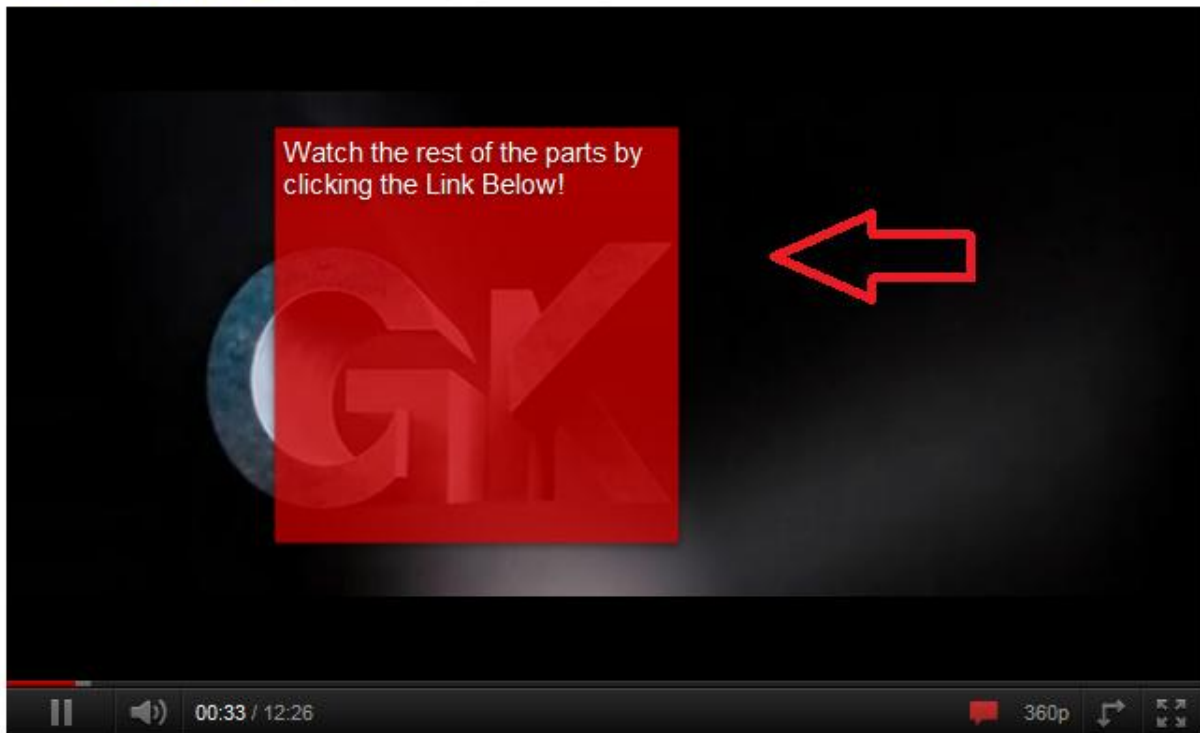 Watch the rest of the parts by
clicking the Link Below!
GK
00:33 / 12:26
360p